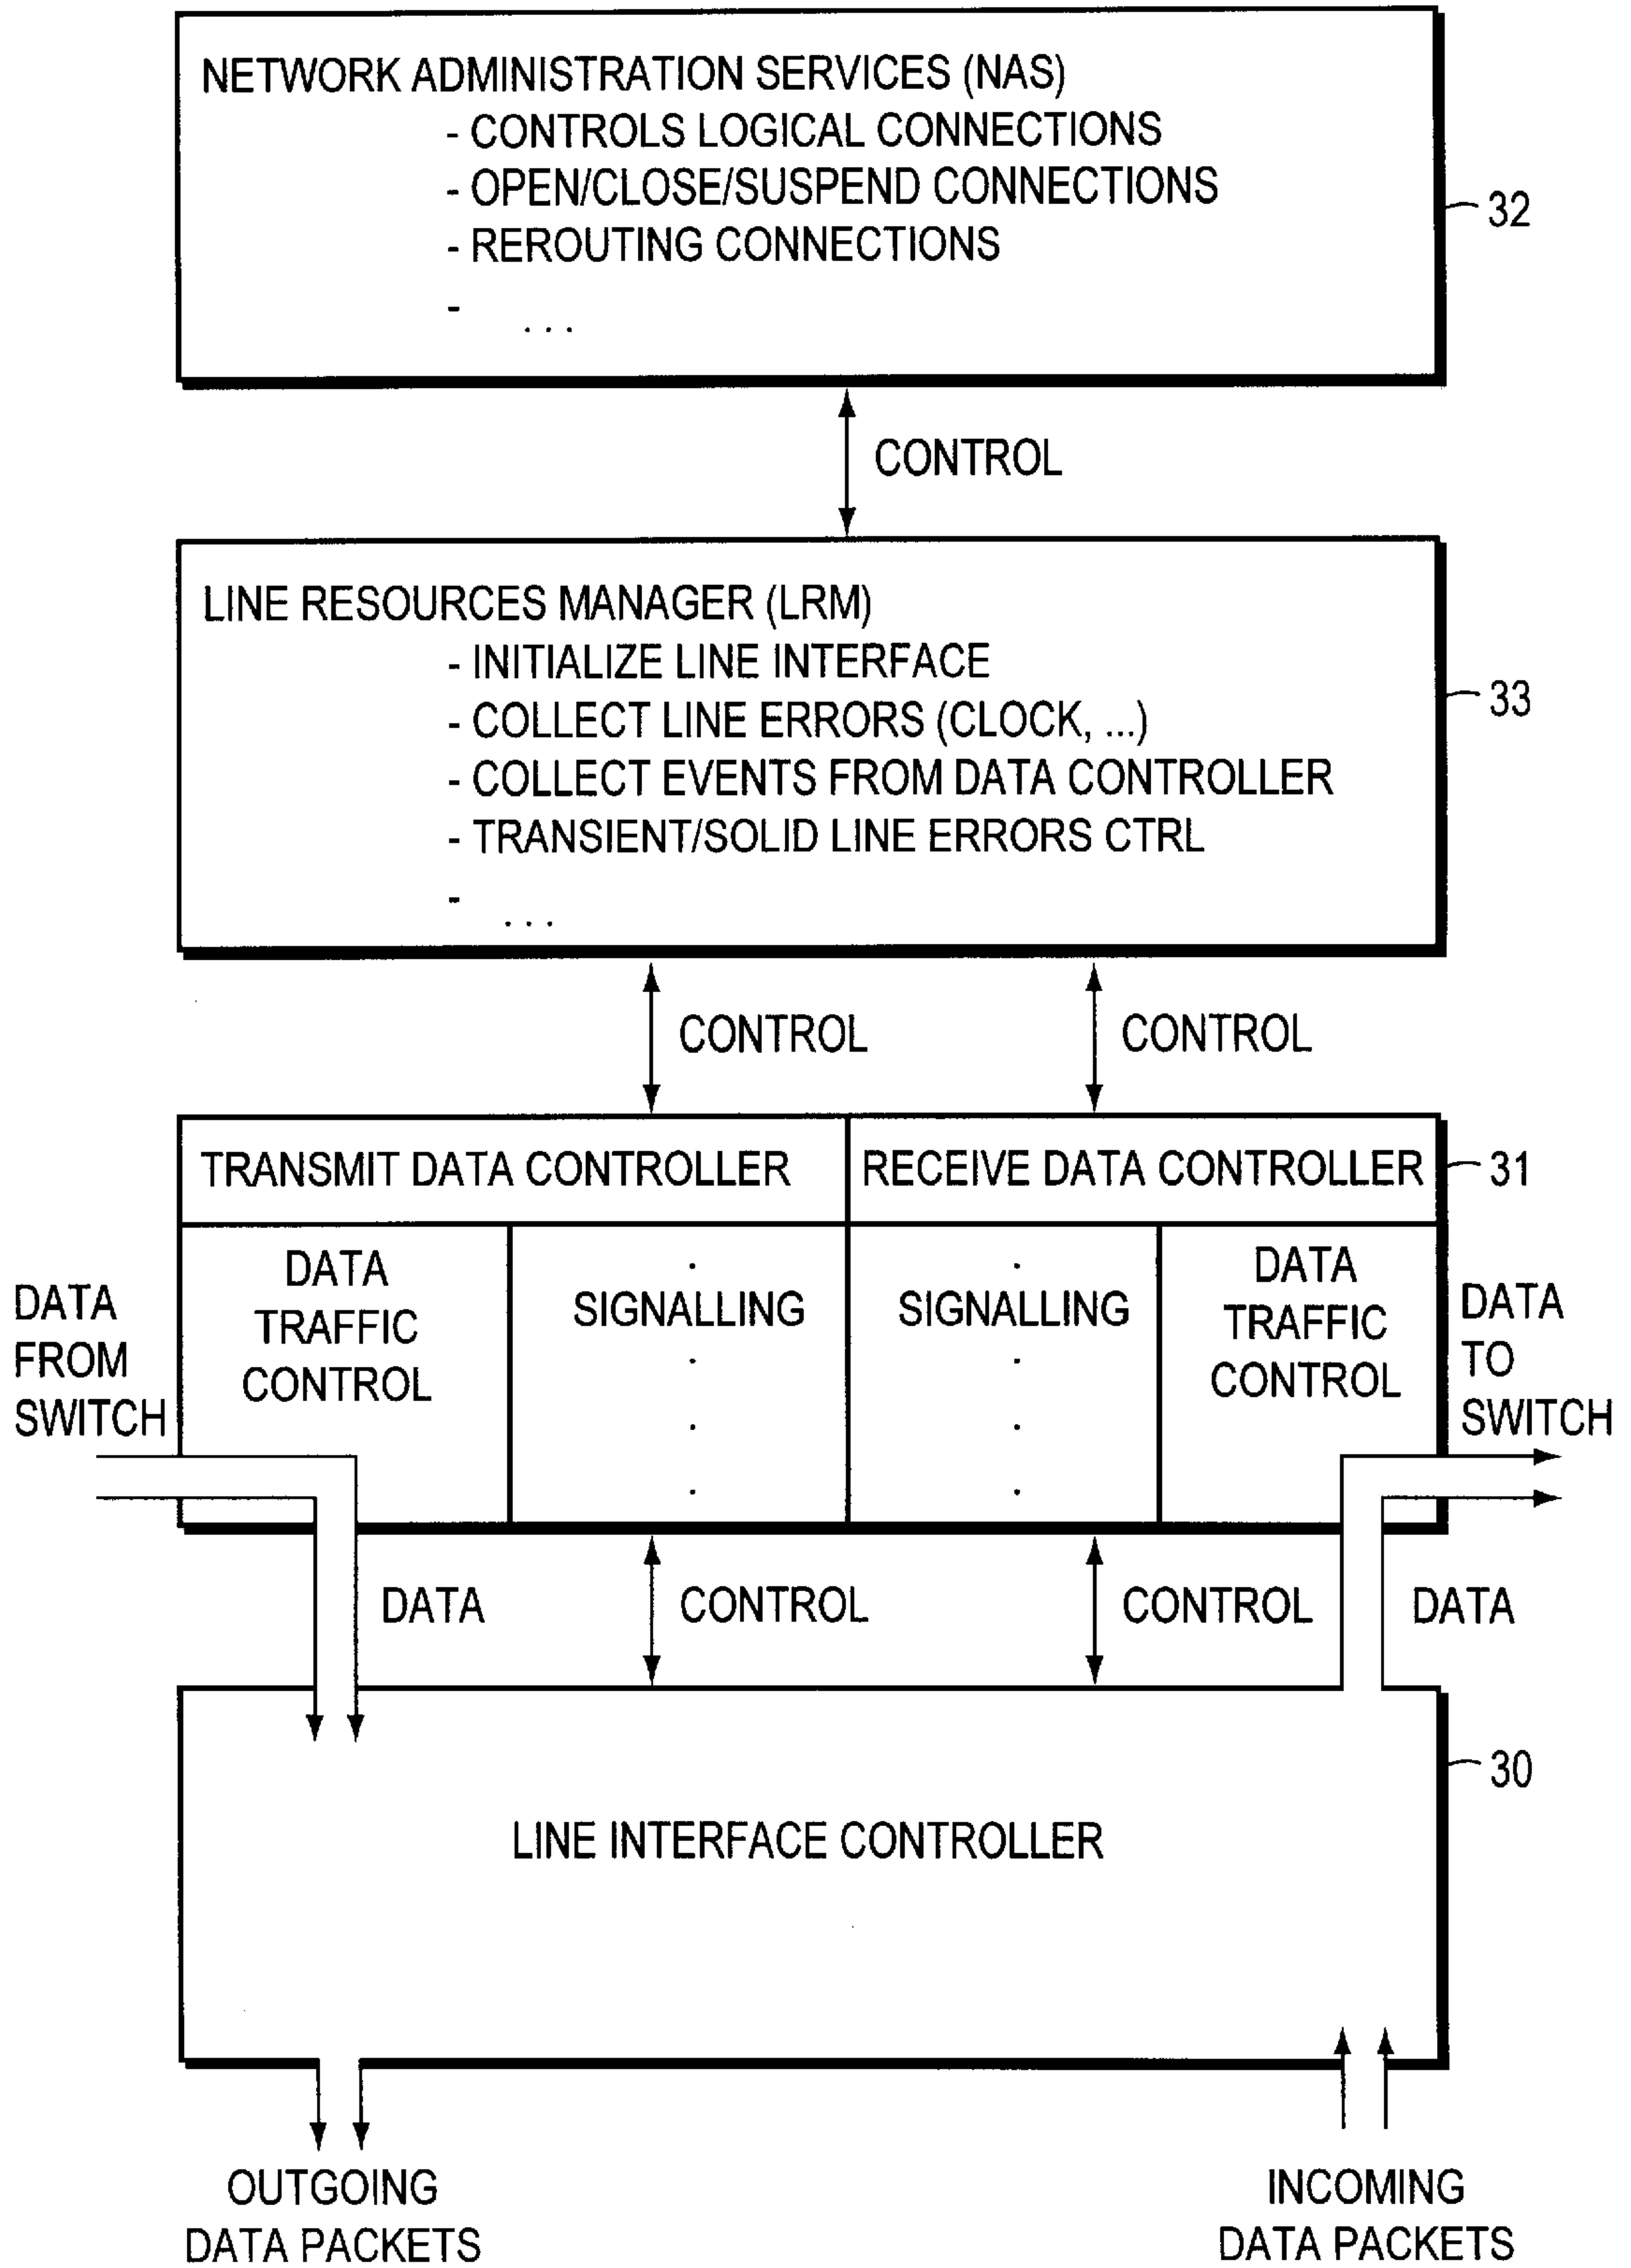 NETWORK ADMINISTRATION SERVICES (NAS)
- CONTROLS LOGICAL CONNECTIONS
- OPEN/CLOSE/SUSPEND CONNECTIONS
- REROUTING CONNECTIONS
- ...
32
CONTROL
LINE RESOURCES MANAGER (LRM)
- INITIALIZE LINE INTERFACE
- COLLECT LINE ERRORS (CLOCK, ...)
- COLLECT EVENTS FROM DATA CONTROLLER
- TRANSIENT/SOLID LINE ERRORS CTRL
- ...
33
CONTROL
CONTROL
TRANSMIT DATA CONTROLLER
RECEIVE DATA CONTROLLER
31
DATA
FROM
SWITCH
DATA
TRAFFIC
CONTROL
.
SIGNALLING
.
.
.
.
SIGNALLING
.
.
.
DATA
TRAFFIC
CONTROL
DATA
TO
SWITCH
DATA
CONTROL
CONTROL
DATA
LINE INTERFACE CONTROLLER
30
OUTGOING
DATA PACKETS
INCOMING
DATA PACKETS